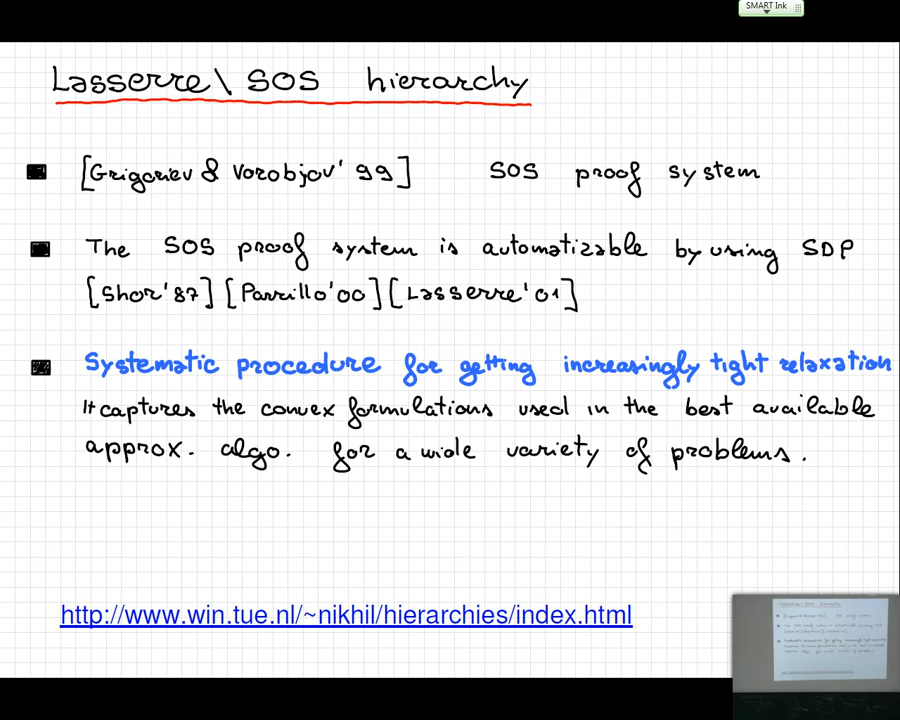 SMART Ink
Lasserre\ SOS hierarchy
[Grigoriev & Vorobjov' 99] SOS proof system
The SOS proof system is automatizable by using SDP
[Shor'87] [Parrillo'00] [Lasserre'01]
Systematic procedure for getting increasingly tight relaxation
It captures the convex formulations used in the best available
approx. algo. for a wide variety of problems.
http://www.win.tue.nl/~nikhil/hierarchies/index.html